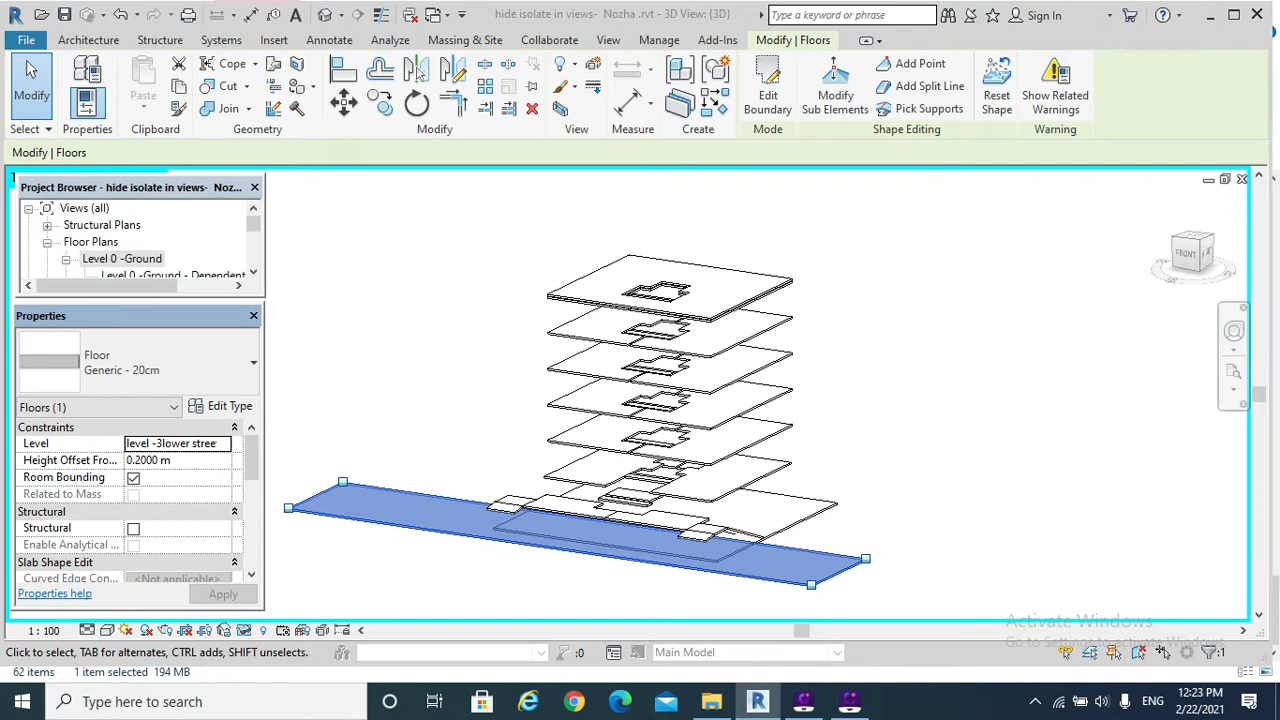 hide isolate in views- Nozha .rvt - 3D View: {3D}
Type a keyword or phrase
Sign In
File
Architecture
Structure
Systems
Insert
Annotate
Analyze
Massing & Site
Collaborate
View
Manage
Add-Ins
Modify | Floors
Modify
Select
Properties
Paste
Clipboard
Cope
Cut
Join
Geometry
Modify
View
Measure
Create
Edit
Boundary
Mode
Modify
Sub Elements
Add Point
Add Split Line
Pick Supports
Reset
Shape
Shape Editing
Show Related
Warnings
Warning
Modify | Floors
Project Browser - hide isolate in views- Noz...
Views (all)
Structural Plans
Floor Plans
Level 0 -Ground
Level 0 -Ground - Dependent
Properties
Floor
Generic - 20cm
Floors (1)
Edit Type
Constraints
Level
level -3lower stree
Height Offset Fro...
0.2000 m
Room Bounding
Related to Mass
Structural
Structural
Enable Analytical ...
Slab Shape Edit
Curved Edge Con...
<Not applicable>
Properties help
Apply
FRONT
Activate Windows
Go to Settings to activate Windows.
1 : 100
Click to select, TAB for alternates, CTRL adds, SHIFT unselects.
:0
Main Model
:1
62 items
1 item selected 194 MB
Type here to search
ENG
12:23 PM
2/22/2021